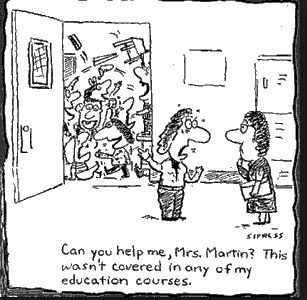 SIPRESS
Can you help me, Mrs. Martin? This
wasn't covered in any of my
education courses.